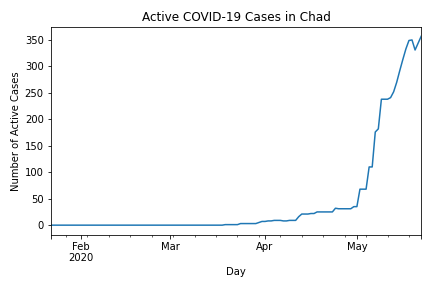 Active COVID-19 Cases in Chad
Number of Active Cases
350
300
250
200
150
100
50
0
Feb
2020
Mar
Apr
May
Day